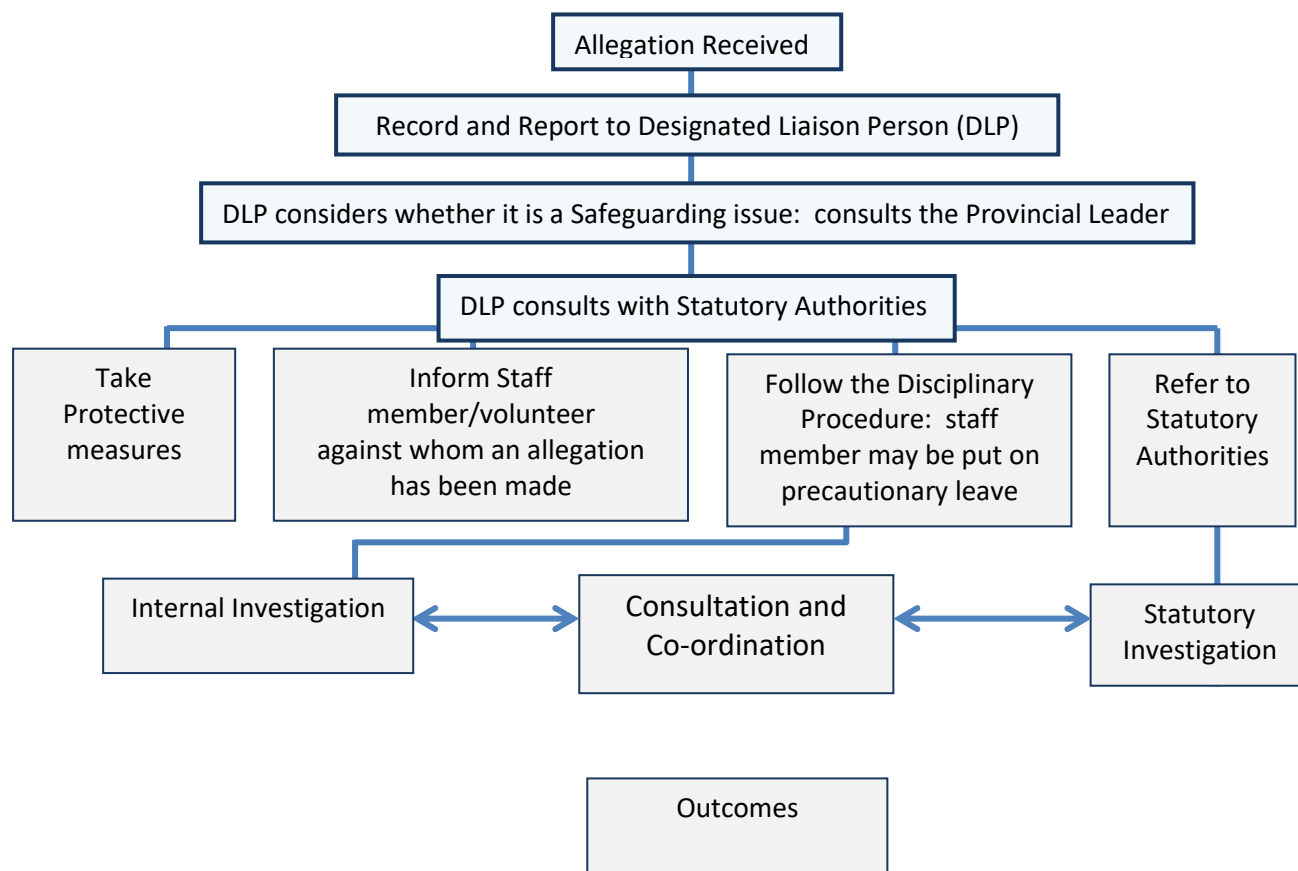 Allegation Received
Record and Report to Designated Liaison Person (DLP)
DLP considers whether it is a Safeguarding issue: consults the Provincial Leader
DLP consults with Statutory Authorities
Take
Protective
measures
Inform Staff
member/volunteer
against whom an allegation
has been made
Follow the Disciplinary
Procedure: staff
member may be put on
precautionary leave
Refer to
Statutory
Authorities
Internal Investigation
Consultation and
Co-ordination
Statutory
Investigation
Outcomes